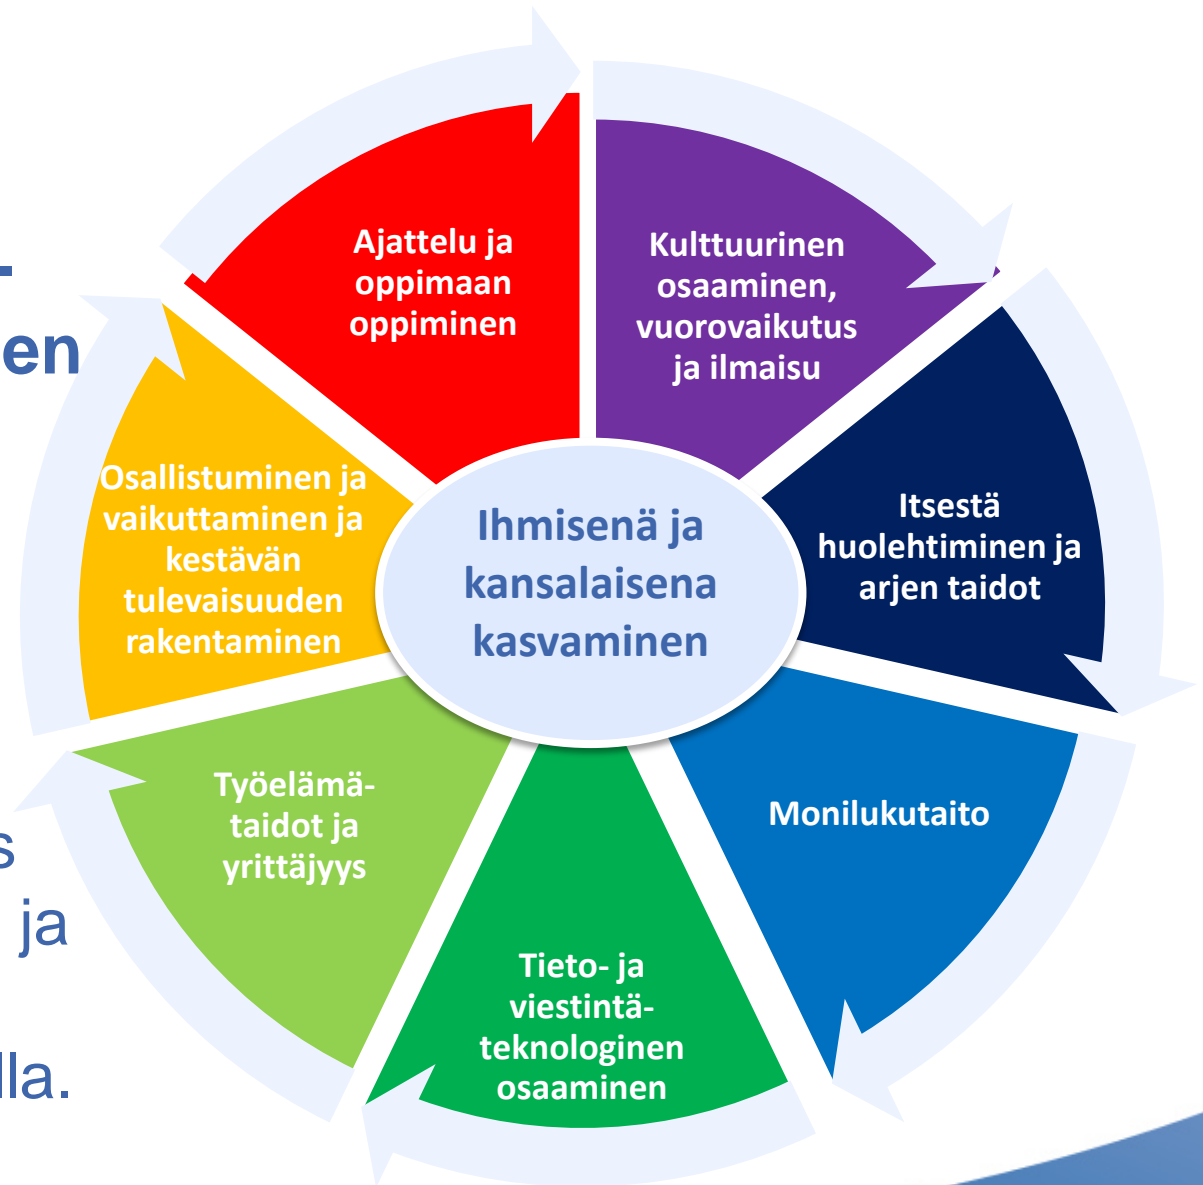 en
s
ja
lla.
Ajattelu ja
oppimaan
oppiminen
Kulttuurinen
osaaminen,
vuorovaikutus
ja ilmaisu
Itsestä
huolehtiminen ja
arjen taidot
Monilukutaito
Tieto- ja
viestintä-
teknologinen
osaaminen
Työelämä-
taidot ja
yrittäjyys
Osallistuminen ja
vaikuttaminen ja
kestävän
tulevaisuuden
rakentaminen
Ihmisenä ja
kansalaisena
kasvaminen